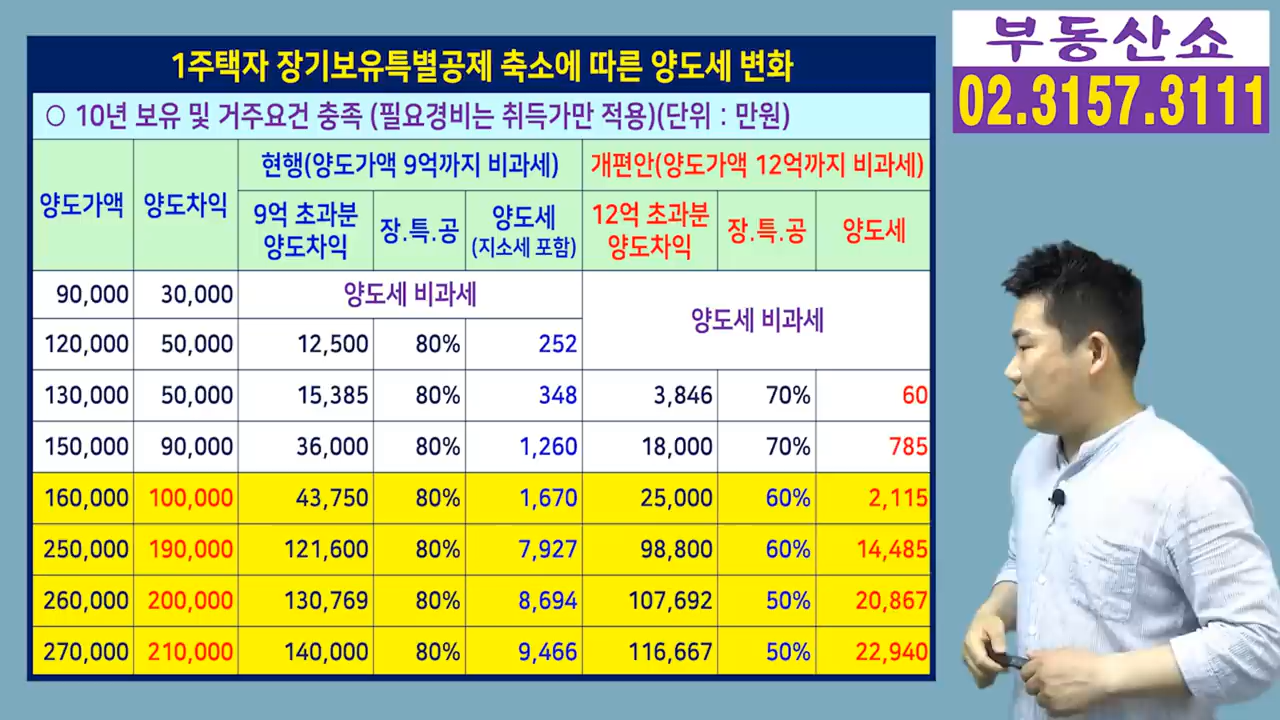 부동산쇼
02.3157.3111
1주택자 장기보유특별공제 축소에 따른 양도세 변화
○ 10년 보유 및 거주요건 충족 (필요경비는 취득가만 적용)(단위 : 만원)
양도가액 양도차익 현행(양도가액 9억까지 비과세) 개편안(양도가액 12억까지 비과세)
9억 초과분 양도차익 장.특.공 양도세 (지소세 포함) 12억 초과분 양도차익 장.특.공 양도세
90,000 30,000 양도세 비과세 양도세 비과세
120,000 50,000 12,500 80% 252
130,000 50,000 15,385 80% 348 3,846 70% 60
150,000 90,000 36,000 80% 1,260 18,000 70% 785
160,000 100,000 43,750 80% 1,670 25,000 60% 2,115
250,000 190,000 121,600 80% 7,927 98,800 60% 14,485
260,000 200,000 130,769 80% 8,694 107,692 50% 20,867
270,000 210,000 140,000 80% 9,466 116,667 50% 22,940